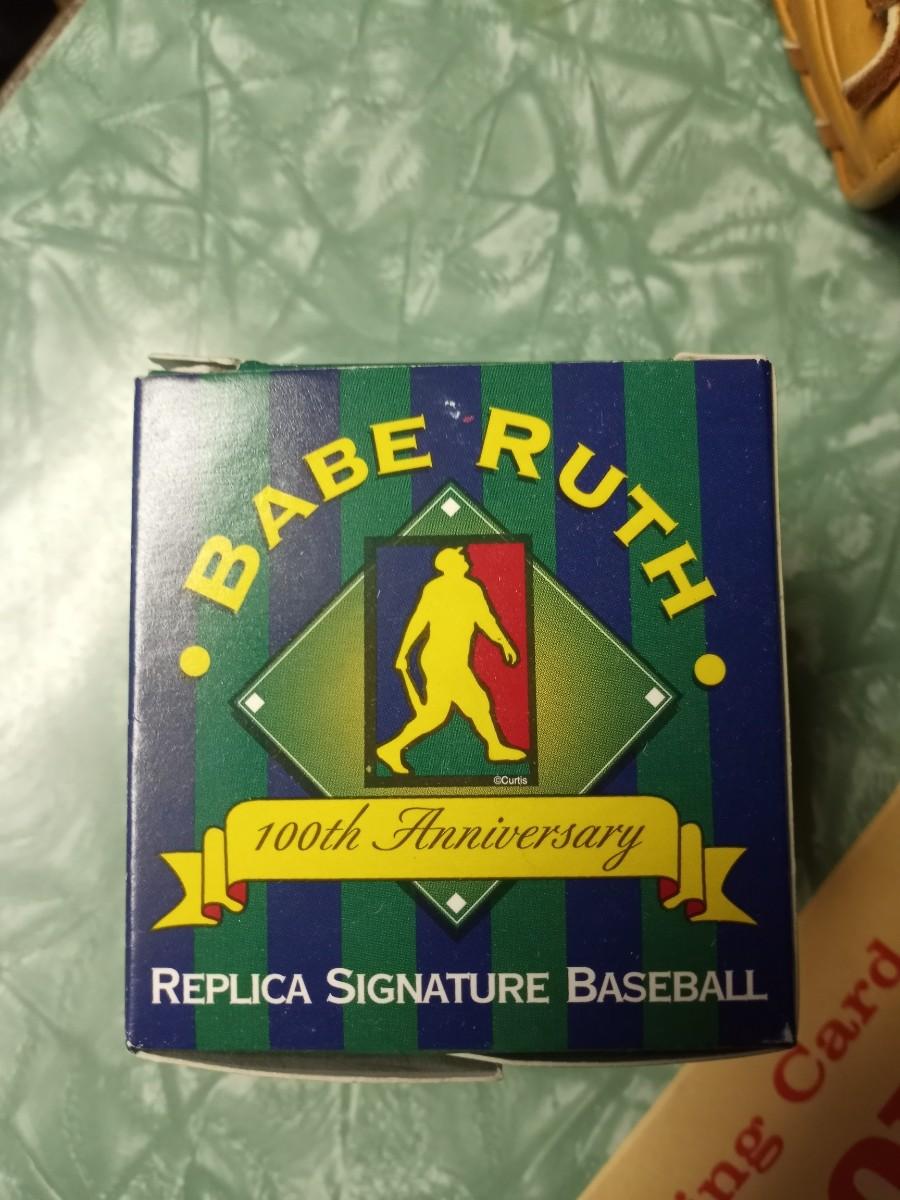 BABE RUTH
©Curtis
100th Anniversary
REPLICA SIGNATURE BASEBALL
ing Card